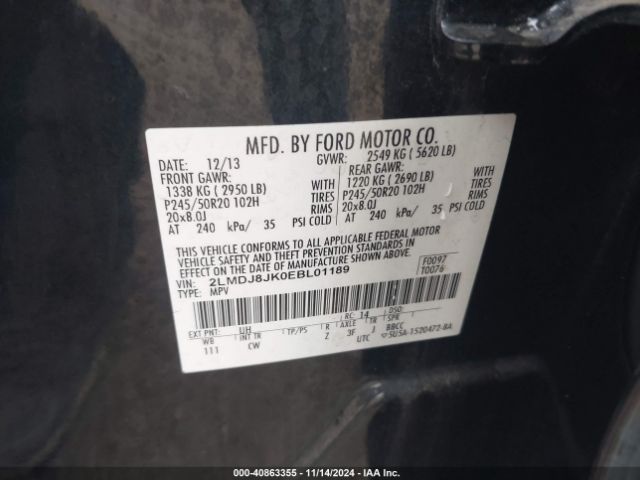 MFD. BY FORD MOTOR CO.
DATE: 12/13 GVWR: 2549 KG ( 5620 LB)
FRONT GAWR: REAR GAWR:
1338 KG ( 2950 LB) WITH 1220 KG ( 2690 LB) WITH
P245/50R20 102H TIRES P245/50R20 102H TIRES
20x8.0J RIMS 20x8.0J RIMS
AT 240 kPa/ 35 PSI COLD AT 240 kPa/ 35 PSI COLD
THIS VEHICLE CONFORMS TO ALL APPLICABLE FEDERAL MOTOR
VEHICLE SAFETY AND THEFT PREVENTION STANDARDS IN
EFFECT ON THE DATE OF MANUFACTURE SHOWN ABOVE.
VIN: 2LMDJ8JK0EBL01189 F0097
TYPE: MPV T0076
EXT PNT: UH RC: 14 DSO:
WB INT TR TP/PS R AXLE TR SPR
111 CW Z 3F J BBCC
UTC 5U5A-1520472-BA
STOCK: 40863355 | 11/14/2024 | IAA Inc.